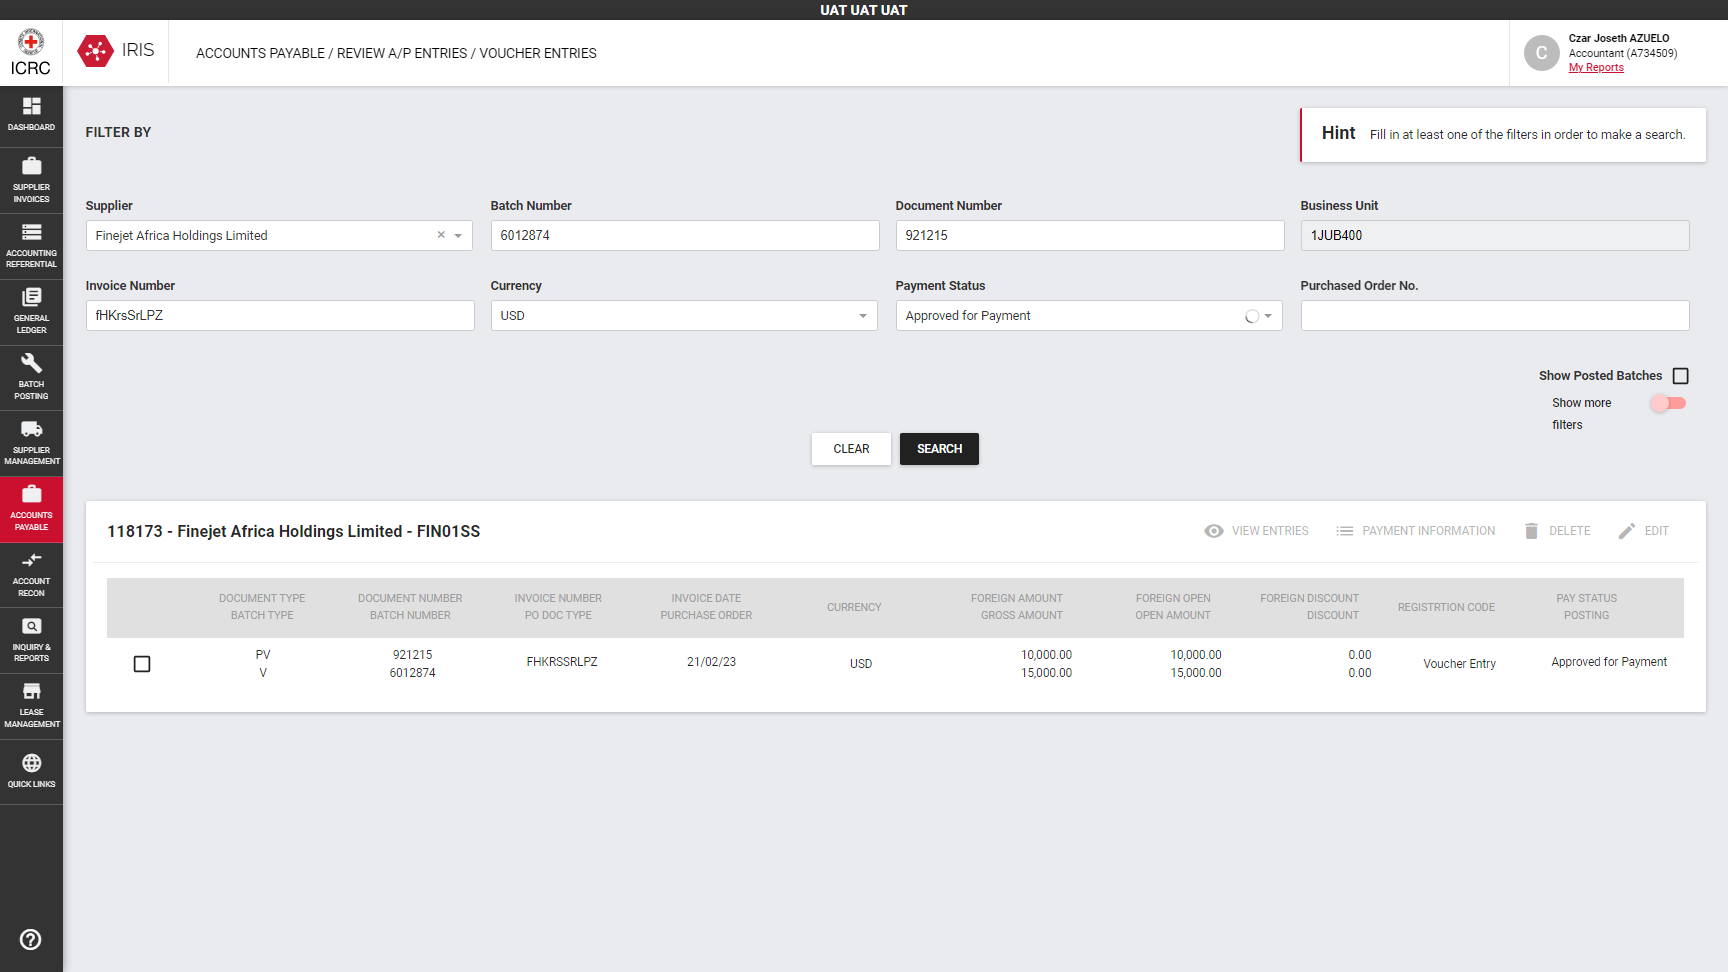 UAT UAT UAT
ICRC
IRIS
ACCOUNTS PAYABLE / REVIEW A/P ENTRIES / VOUCHER ENTRIES
C
Czar Joseth AZUELO
Accountant (A734509)
My Reports
DASHBOARD
SUPPLIER
INVOICES
ACCOUNTING
REFERENTIAL
GENERAL
LEDGER
BATCH
POSTING
SUPPLIER
MANAGEMENT
ACCOUNTS
PAYABLE
ACCOUNT
RECON
INQUIRY &
REPORTS
LEASE
MANAGEMENT
QUICK LINKS
FILTER BY
Hint Fill in at least one of the filters in order to make a search.
Supplier Batch Number Document Number Business Unit
Finejet Africa Holdings Limited 6012874 921215 1JUB400
Invoice Number Currency Payment Status Purchased Order No.
fHKrsSrLPZ USD Approved for Payment
Show Posted Batches
Show more
filters
CLEAR SEARCH
118173 - Finejet Africa Holdings Limited - FIN01SS
VIEW ENTRIES PAYMENT INFORMATION DELETE EDIT
DOCUMENT TYPE DOCUMENT NUMBER INVOICE NUMBER INVOICE DATE CURRENCY FOREIGN AMOUNT FOREIGN OPEN FOREIGN DISCOUNT REGISTRTION CODE PAY STATUS
BATCH TYPE BATCH NUMBER PO DOC TYPE PURCHASE ORDER GROSS AMOUNT OPEN AMOUNT DISCOUNT POSTING
PV 921215 FHKRSSRLPZ 21/02/23 USD 10,000.00 10,000.00 0.00 Voucher Entry Approved for Payment
V 6012874 15,000.00 15,000.00 0.00